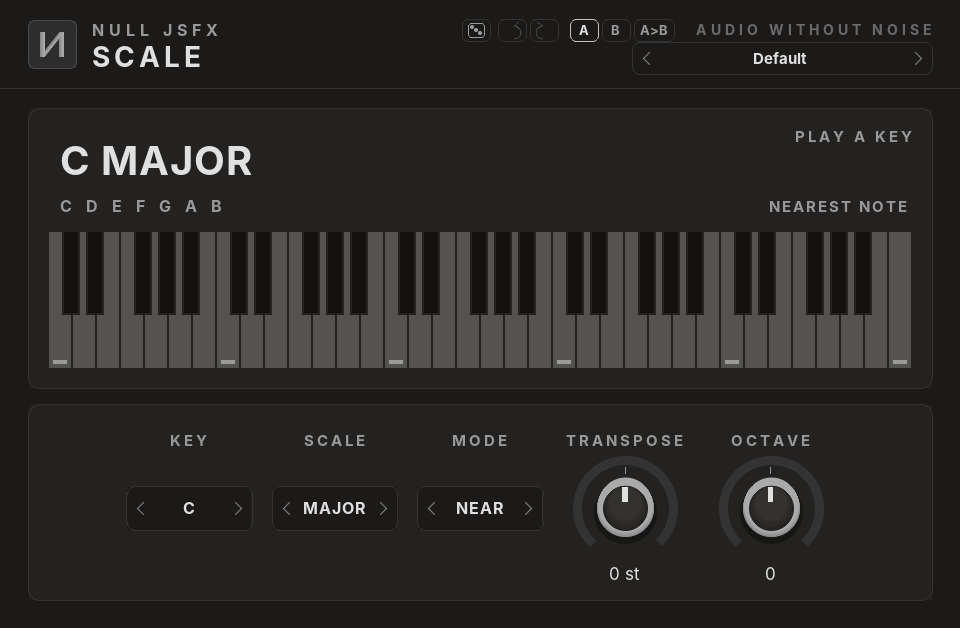 NULL JSFX
SCALE
A B A>B AUDIO WITHOUT NOISE
Default
PLAY A KEY
C MAJOR
C D E F G A B
NEAREST NOTE
KEY SCALE MODE TRANSPOSE OCTAVE
C MAJOR NEAR
0 st 0